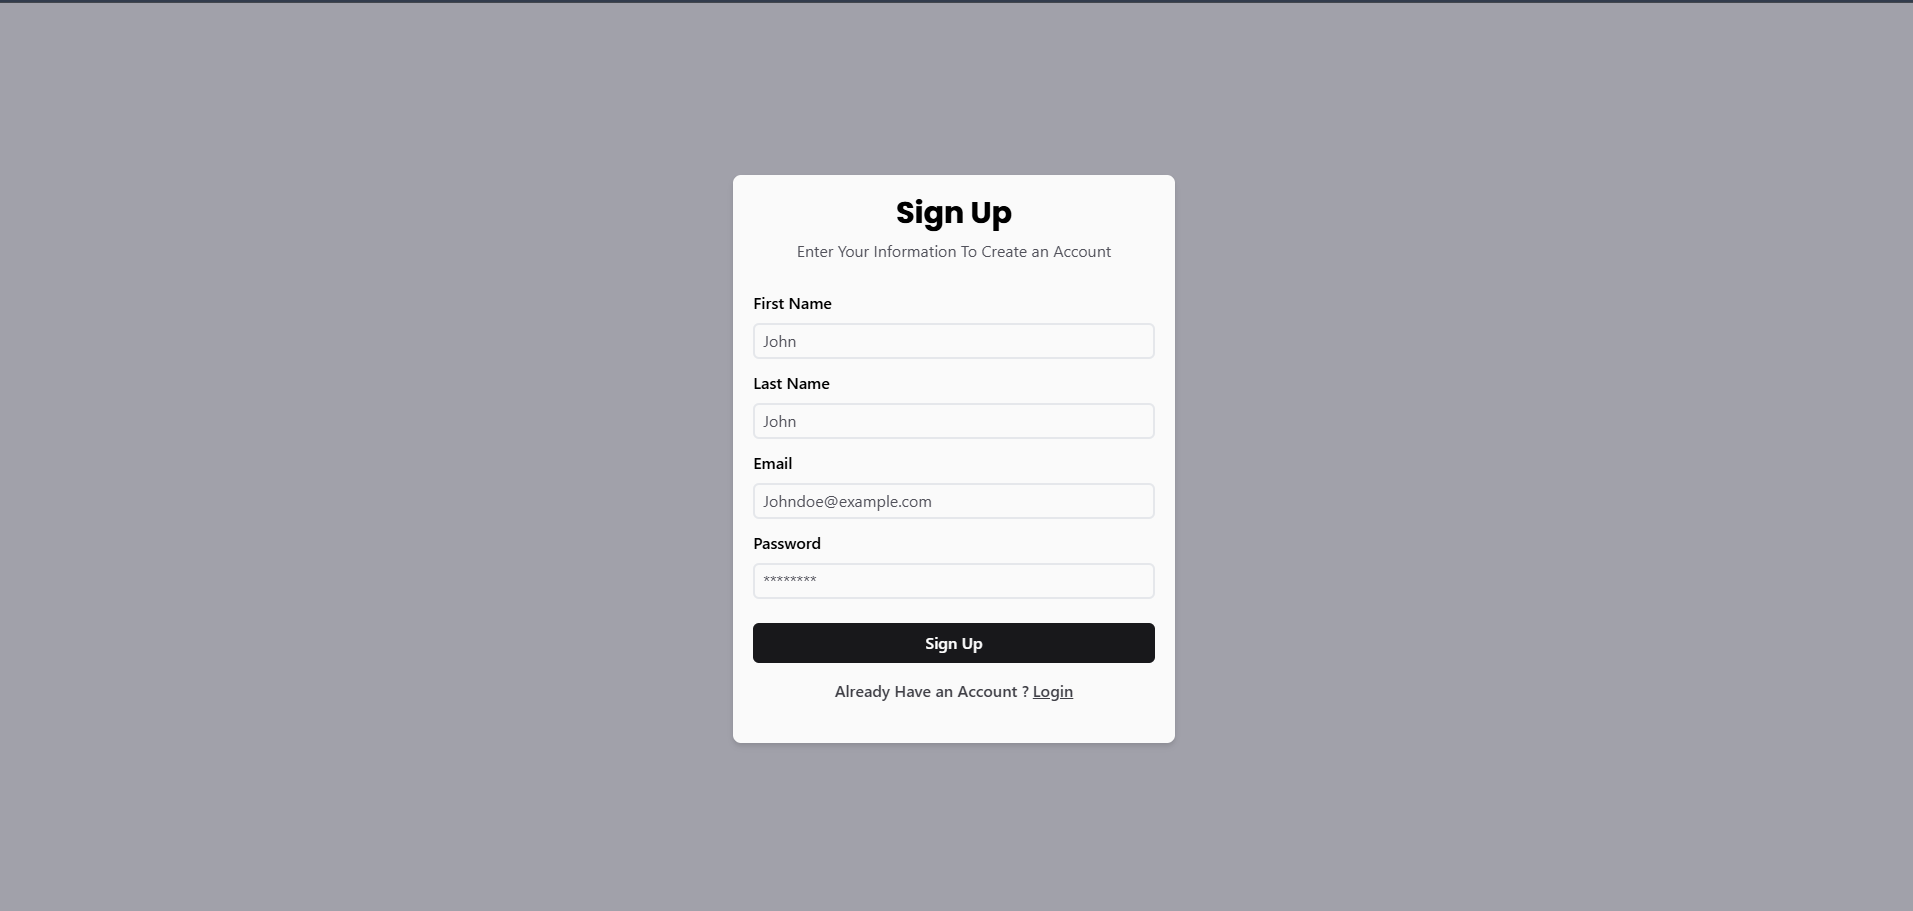 Sign Up
Enter Your Information To Create an Account
First Name
John
Last Name
John
Email
Johndoe@example.com
Password
********
Sign Up
Already Have an Account ? Login